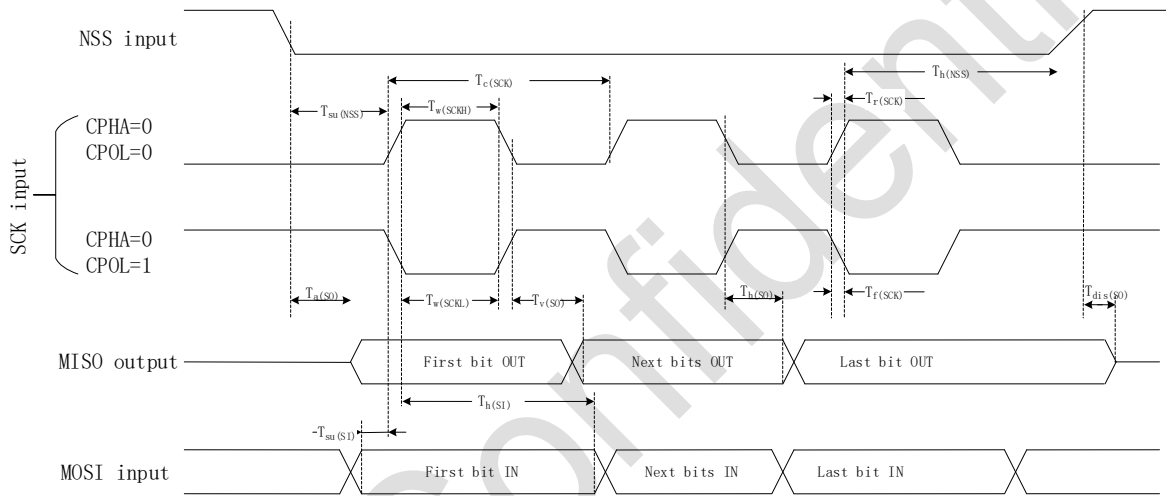 NSS input
Tc(SCK)
Th(NSS)
Tsu(NSS)
Tw(SCKH)
Tr(SCK)
SCK input
CPHA=0
CPOL=0
CPHA=0
CPOL=1
Ta(SO)
Tw(SCKL)
Tv(SO)
Th(SO)
Tf(SCK)
Tdis(SO)
MISO output
First bit OUT
Next bits OUT
Last bit OUT
Th(SI)
-Tsu(SI)
MOSI input
First bit IN
Next bits IN
Last bit IN
Confidenti